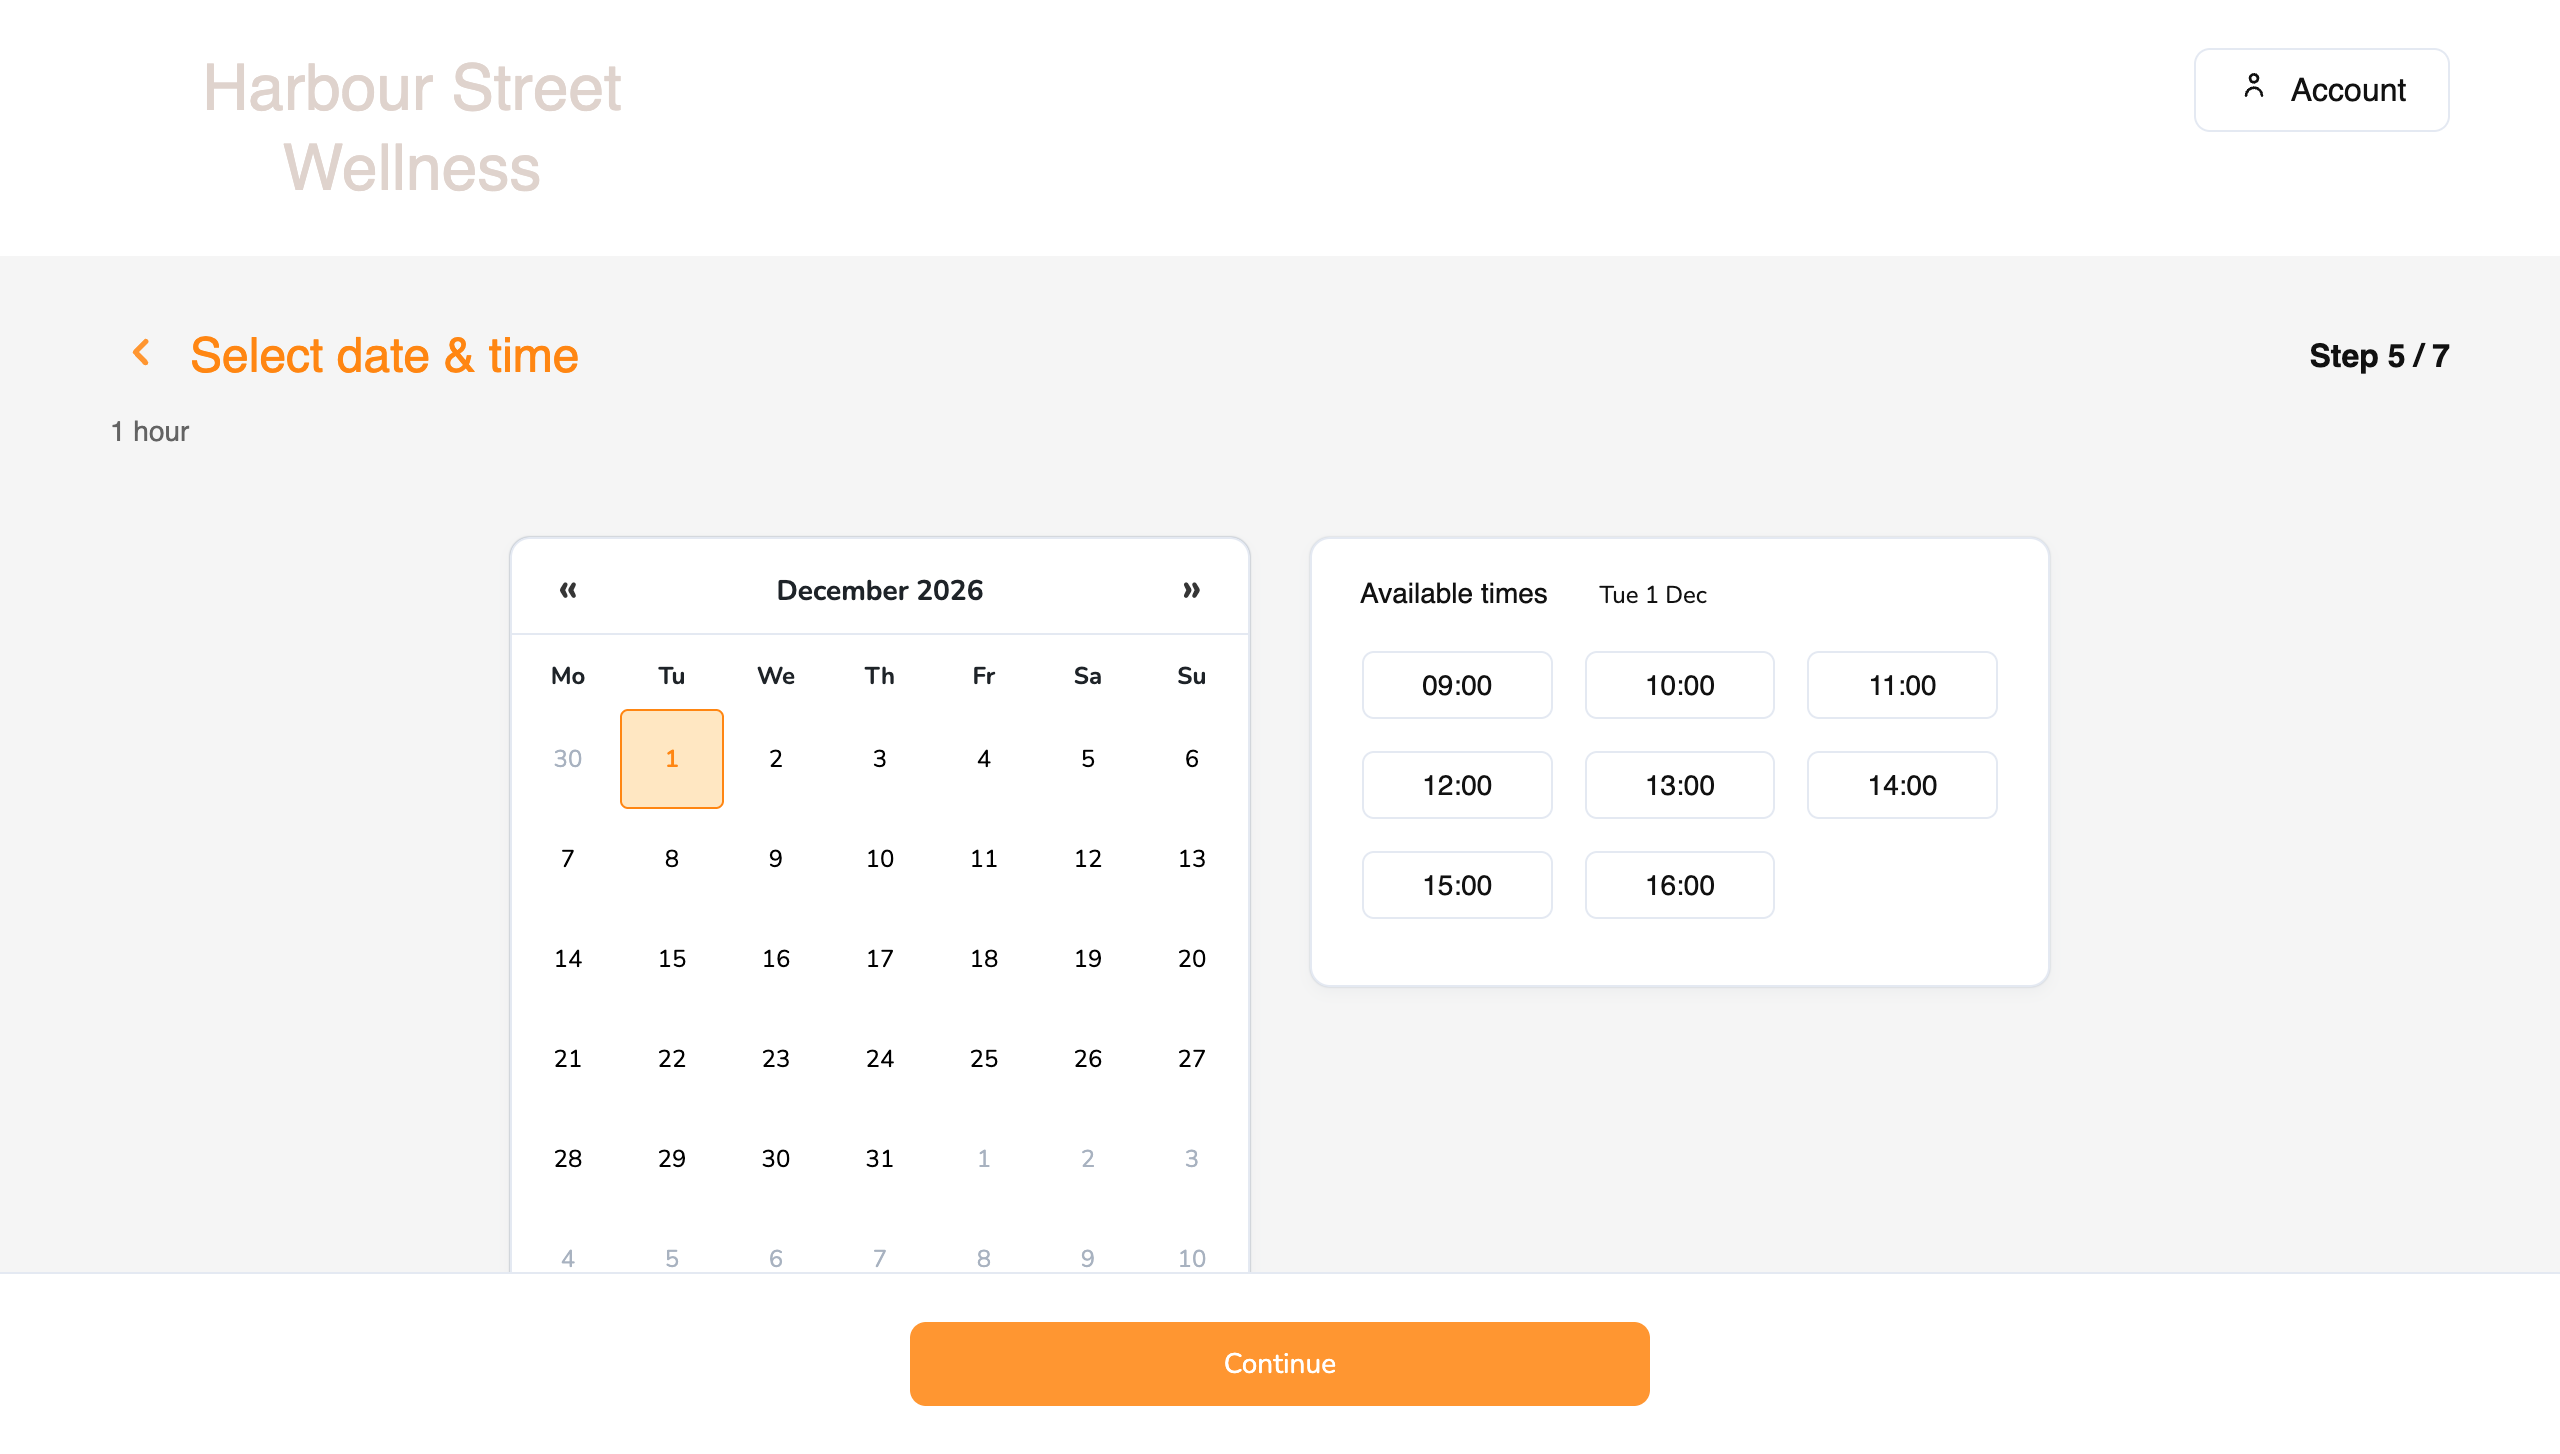 Harbour Street
Wellness
Account
Select date & time
Step 5 / 7
1 hour
« December 2026 »
Mo Tu We Th Fr Sa Su
30 1 2 3 4 5 6
7 8 9 10 11 12 13
14 15 16 17 18 19 20
21 22 23 24 25 26 27
28 29 30 31 1 2 3
4 5 6 7 8 9 10
Available times Tue 1 Dec
09:00 10:00 11:00
12:00 13:00 14:00
15:00 16:00
Continue